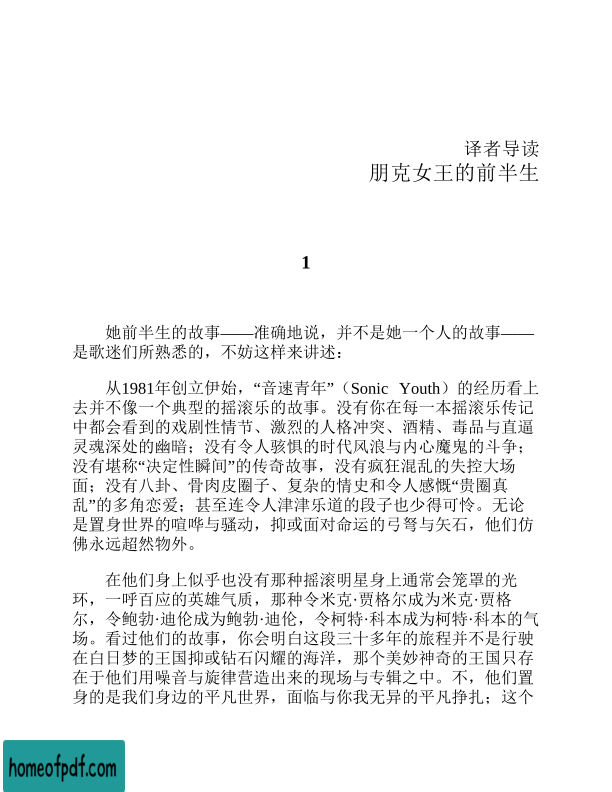 译者导读
朋克女王的前半生
1
她前半生的故事——准确地说，并不是她一个人的故事——
是歌迷们所熟悉的，不妨这样来讲述：
从1981年创立伊始，“音速青年”（Sonic Youth）的经历看上
去并不像一个典型的摇滚乐的故事。没有你在每一本摇滚乐传记
中都会看到的戏剧性情节、激烈的人格冲突、酒精、毒品与直逼
灵魂深处的幽暗；没有令人骇惧的时代风浪与内心魔鬼的斗争；
没有堪称“决定性瞬间”的传奇故事，没有疯狂混乱的失控大场
面；没有八卦、骨肉皮圈子、复杂的情史和令人感慨“贵圈真
乱”的多角恋爱；甚至连令人津津乐道的段子也少得可怜。无论
是置身世界的喧哗与骚动，抑或面对命运的弓弩与矢石，他们仿
佛永远超然物外。
在他们身上似乎也没有那种摇滚明星身上通常会笼罩的光
环，一呼百应的英雄气质，那种令米克·贾格尔成为米克·贾格
尔，令鲍勃·迪伦成为鲍勃·迪伦，令柯特·科本成为柯特·科本的气
场。看过他们的故事，你会明白这段三十多年的旅程并不是行驶
在白日梦的王国抑或钻石闪耀的海洋，那个美妙神奇的王国只存
在于他们用噪音与旋律营造出来的现场与专辑之中。不，他们置
身的是我们身边的平凡世界，面临与你我无异的平凡挣扎；这个
homeofpdf.com